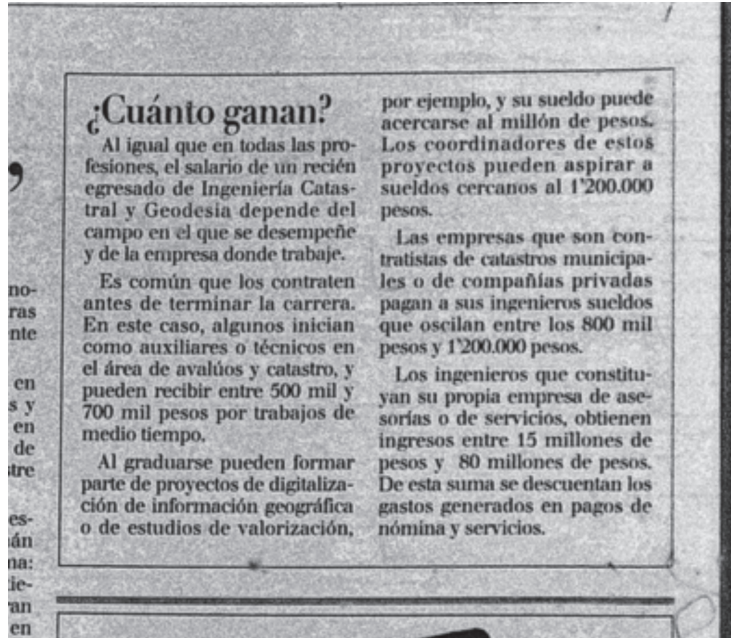 ¿Cuánto ganan?
Al igual que en todas las pro-
fesiones, el salario de un recién
egresado de Ingeniería Catas-
tral y Geodesia depende del
campo en el que se desempeñe
y de la empresa donde trabaje.
Es común que los contraten
antes de terminar la carrera.
En este caso, algunos inician
como auxiliares o técnicos en
el área de avalúos y catastro, y
pueden recibir entre 500 mil y
700 mil pesos por trabajos de
medio tiempo.
Al graduarse pueden formar
parte de proyectos de digitaliza-
ción de información geográfica
o de estudios de valorización,
por ejemplo, y su sueldo puede
acercarse al millón de pesos.
Los coordinadores de estos
proyectos pueden aspirar a
sueldos cercanos al 1'200.000
pesos.
Las empresas que son con-
tratistas de catastros municipa-
les o de compañías privadas
pagan a sus ingenieros sueldos
que oscilan entre los 800 mil
pesos y 1'200.000 pesos.
Los ingenieros que constitu-
yan su propia empresa de ase-
sorías o de servicios, obtienen
ingresos entre 15 millones de
pesos y 80 millones de pesos.
De esta suma se descuentan los
gastos generados en pagos de
nómina y servicios.